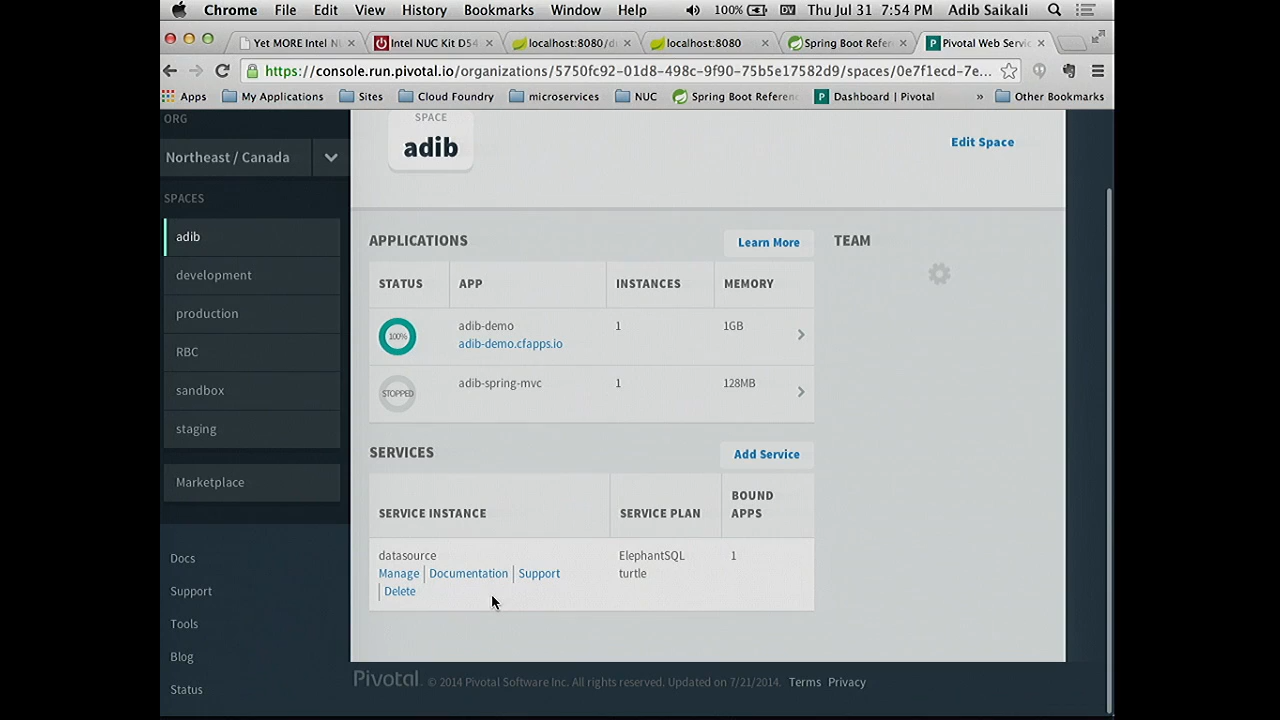 Chrome File Edit View History Bookmarks Window Help 100% DV Thu Jul 31 7:54 PM Adib Saikali
Yet MORE Intel N Intel NUC Kit D54 localhost:8080/d localhost:8080 Spring Boot Refer Pivotal Web Servic
https://console.run.pivotal.io/organizations/5750fc92-01d8-498c-9f90-75b5e17582d9/spaces/0e7f1ecd-7e...
Apps My Applications Sites Cloud Foundry microservices NUC Spring Boot Referenc Dashboard | Pivotal » Other Bookmarks
ORG
Northeast / Canada
SPACES
adib
development
production
RBC
sandbox
staging
Marketplace
Docs
Support
Tools
Blog
Status
SPACE
adib
Edit Space
APPLICATIONS
Learn More
STATUS APP INSTANCES MEMORY
100% adib-demo 1 1GB
adib-demo.cfapps.io
STOPPED adib-spring-mvc 1 128MB
SERVICES
Add Service
SERVICE INSTANCE SERVICE PLAN BOUND APPS
datasource ElephantSQL 1
Manage | Documentation | Support turtle
| Delete
TEAM
Pivotal. © 2014 Pivotal Software Inc. All rights reserved. Updated on 7/21/2014. Terms Privacy